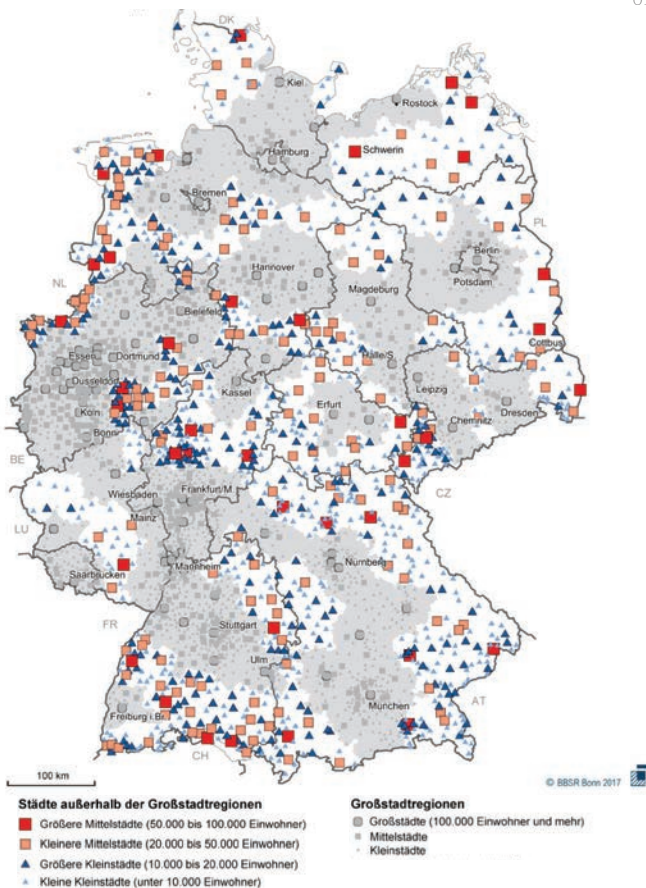 DK
Kiel
Rostock
Hamburg
Schwerin
Bremen
PL
Berlin
Hannover
Potsdam
NL
Magdeburg
Bielefeld
Cottbus
Essen
Dortmund
Halle/S
Düsseldorf
Kassel
Leipzig
Köln
Erfurt
Dresden
Chemnitz
Bonn
BE
Wiesbaden
Frankfurt/M
CZ
Mainz
LU
Mannheim
Nürnberg
Saarbrücken
FR
Stuttgart
Ulm
München
AT
Freiburg i.Br.
CH
100 km
© BBSR Bonn 2017
Städte außerhalb der Großstadtregionen
Größere Mittelstädte (50.000 bis 100.000 Einwohner)
Kleinere Mittelstädte (20.000 bis 50.000 Einwohner)
Größere Kleinstädte (10.000 bis 20.000 Einwohner)
Kleine Kleinstädte (unter 10.000 Einwohner)
Großstadtregionen
Großstädte (100.000 Einwohner und mehr)
Mittelstädte
Kleinstädte